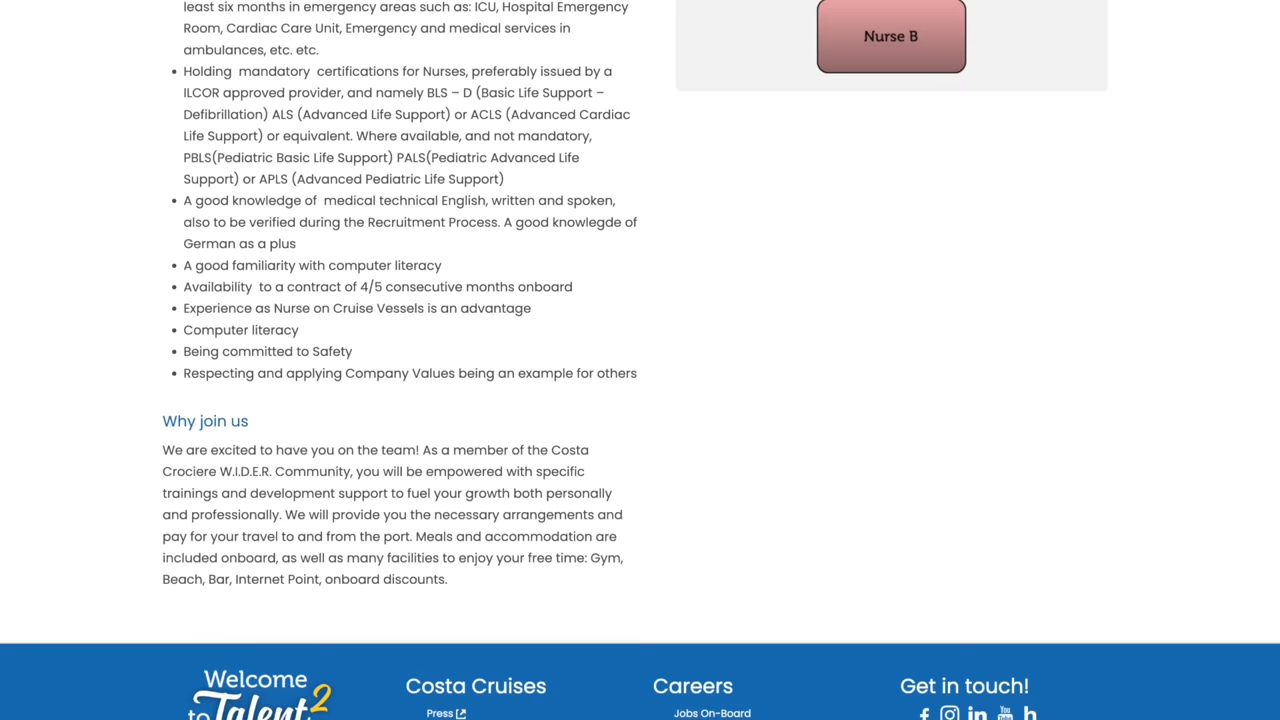 least six months in emergency areas such as: ICU, Hospital Emergency
Room, Cardiac Care Unit, Emergency and medical services in
ambulances, etc. etc.
• Holding mandatory certifications for Nurses, preferably issued by a
ILCOR approved provider, and namely BLS – D (Basic Life Support –
Defibrillation) ALS (Advanced Life Support) or ACLS (Advanced Cardiac
Life Support) or equivalent. Where available, and not mandatory,
PBLS(Pediatric Basic Life Support) PALS(Pediatric Advanced Life
Support) or APLS (Advanced Pediatric Life Support)
• A good knowledge of medical technical English, written and spoken,
also to be verified during the Recruitment Process. A good knowlegde of
German as a plus
• A good familiarity with computer literacy
• Availability to a contract of 4/5 consecutive months onboard
• Experience as Nurse on Cruise Vessels is an advantage
• Computer literacy
• Being committed to Safety
• Respecting and applying Company Values being an example for others
Why join us
We are excited to have you on the team! As a member of the Costa
Crociere W.I.D.E.R. Community, you will be empowered with specific
trainings and development support to fuel your growth both personally
and professionally. We will provide you the necessary arrangements and
pay for your travel to and from the port. Meals and accommodation are
included onboard, as well as many facilities to enjoy your free time: Gym,
Beach, Bar, Internet Point, onboard discounts.
Nurse B
Welcome
to Talent2
Costa Cruises
Press
Careers
Jobs On-Board
Get in touch!